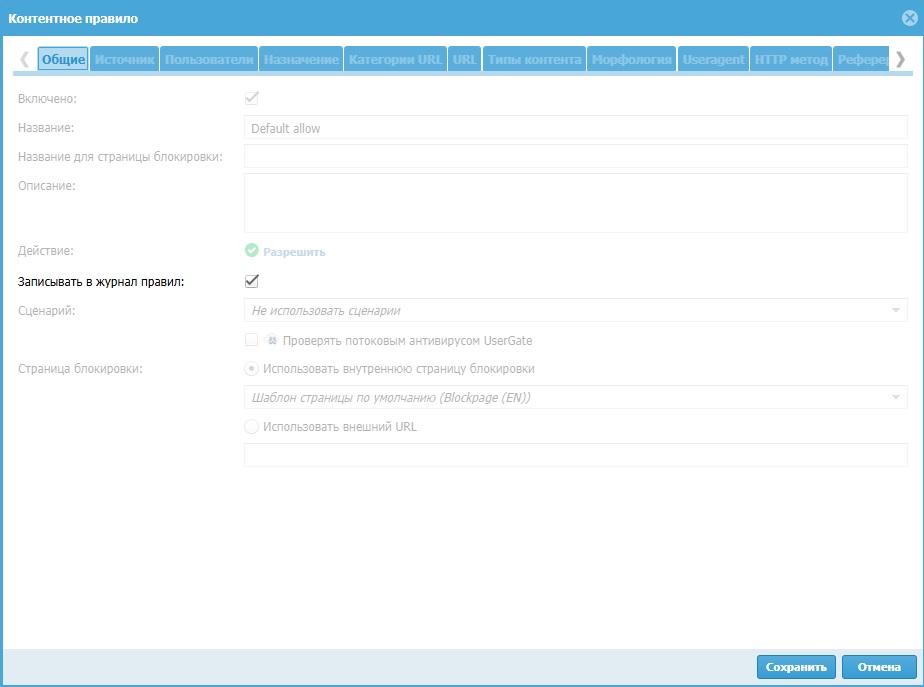 Контентное правило
Общие Источник Пользователи Назначение Категории URL URL Типы контента Морфология Useragent HTTP метод Реферер
Включено:
Название: Default allow
Название для страницы блокировки:
Описание:
Действие: Разрешить
Записывать в журнал правил:
Сценарий: Не использовать сценарии
Проверять потоковым антивирусом UserGate
Страница блокировки: Использовать внутреннюю страницу блокировки
Шаблон страницы по умолчанию (Blockpage (EN))
Использовать внешний URL
Сохранить Отмена